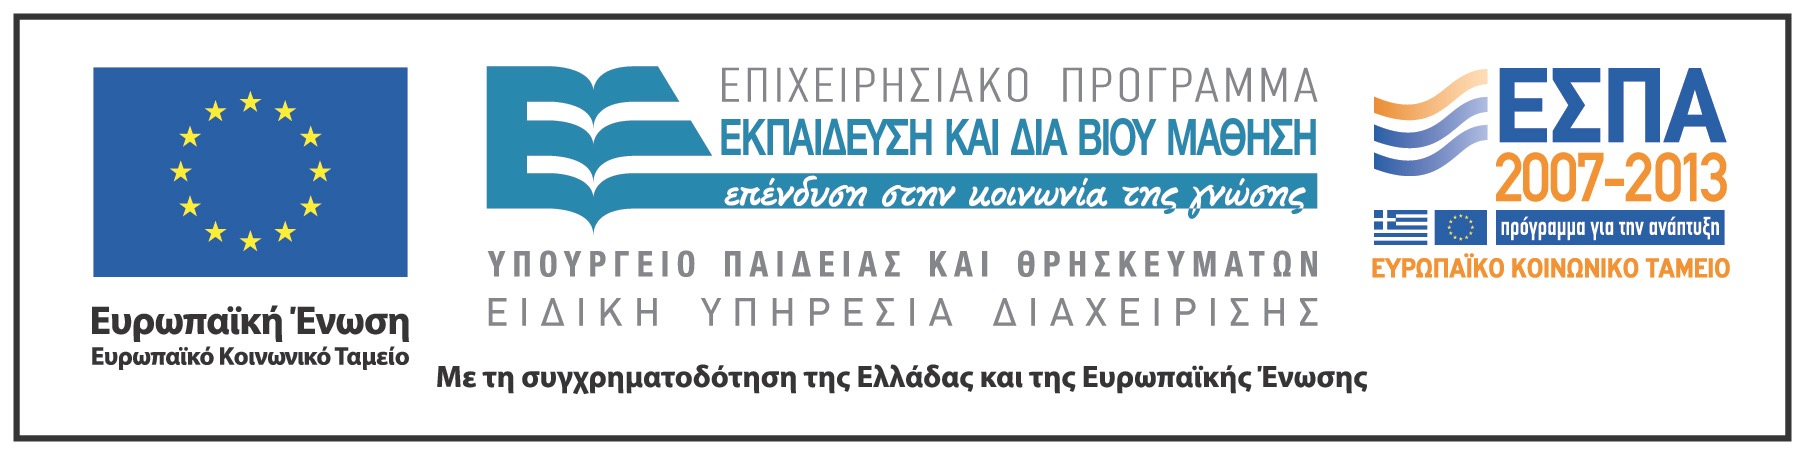 Ευρωπαϊκή Ένωση
Ευρωπαϊκό Κοινωνικό Ταμείο
ΕΠΙΧΕΙΡΗΣΙΑΚΟ ΠΡΟΓΡΑΜΜΑ
ΕΚΠΑΙΔΕΥΣΗ ΚΑΙ ΔΙΑ ΒΙΟΥ ΜΑΘΗΣΗ
επένδυση στην κοινωνία της γνώσης
ΥΠΟΥΡΓΕΙΟ ΠΑΙΔΕΙΑΣ ΚΑΙ ΘΡΗΣΚΕΥΜΑΤΩΝ
ΕΙΔΙΚΗ ΥΠΗΡΕΣΙΑ ΔΙΑΧΕΙΡΙΣΗΣ
Με τη συγχρηματοδότηση της Ελλάδας και της Ευρωπαϊκής Ένωσης
ΕΣΠΑ
2007-2013
πρόγραμμα για την ανάπτυξη
ΕΥΡΩΠΑΪΚΟ ΚΟΙΝΩΝΙΚΟ ΤΑΜΕΙΟ